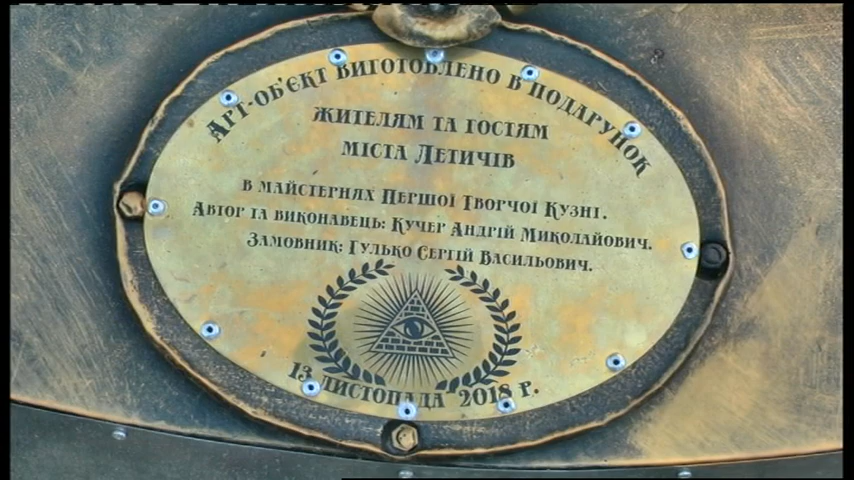 Арт-об'єкт виготовлено в подарунок
жителям та гостям
міста Летичів
в майстернях Першої Творчої Кузні.
Автор та виконавець: Кучер Андрій Миколайович.
Замовник: Гулько Сергій Васильович.
13 листопада 2018 р.